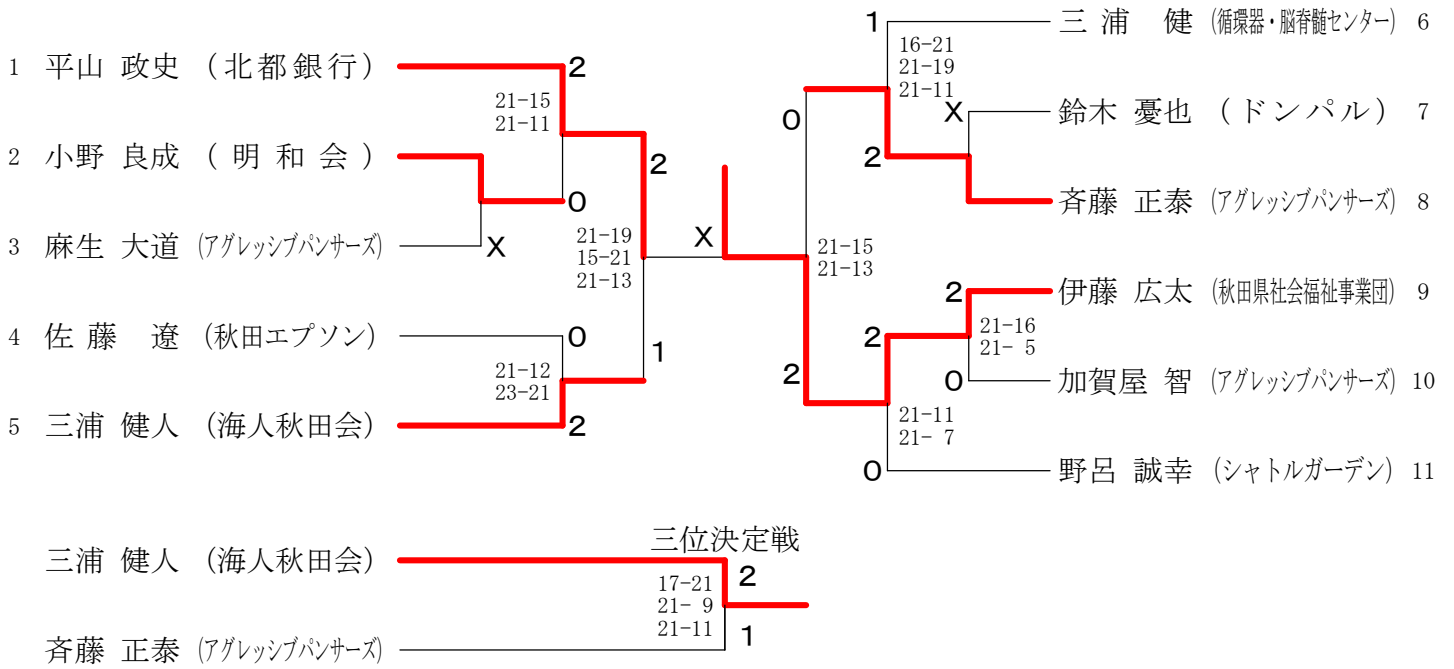 1 平山 政史 (北都銀行)
2
21-15
21-11
2 小野 良成 (明和会)
0
3 麻生 大道 (アグレッシブパンサーズ)
X
2
21-19
15-21
21-13
1
4 佐藤 遼 (秋田エプソン)
0
21-12
23-21
5 三浦 健人 (海人秋田会)
2
X
1
三浦 健 (循環器・脳脊髄センター) 6
16-21
21-19
21-11
X
鈴木 憂也 (ドンパル) 7
2
斉藤 正泰 (アグレッシブパンサーズ) 8
0
21-15
21-13
2
2
伊藤 広太 (秋田県社会福祉事業団) 9
21-16
21- 5
2
0
加賀屋 智 (アグレッシブパンサーズ) 10
21-11
21- 7
0
野呂 誠幸 (シャトルガーデン) 11
三位決定戦
三浦 健人 (海人秋田会)
2
17-21
21- 9
21-11
1
斉藤 正泰 (アグレッシブパンサーズ)